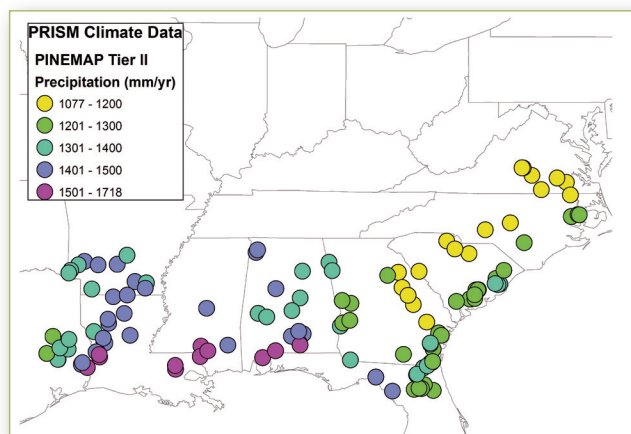 PRISM Climate Data
PINEMAP Tier II
Precipitation (mm/yr)
1077 - 1200
1201 - 1300
1301 - 1400
1401 - 1500
1501 - 1718